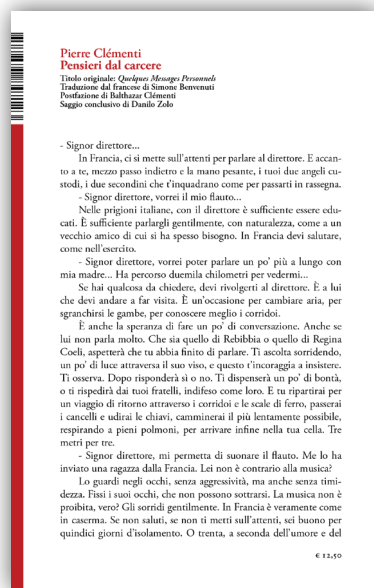 Pierre Clémenti
Pensieri dal carcere
Titolo originale: Quelques Messages Personnels
Traduzione dal francese di Simone Benvenuti
Postfazione di Balthazar Clémenti
Saggio conclusivo di Danilo Zolo
- Signor direttore...
In Francia, ci si mette sull'attenti per parlare al direttore. E accan-
to a te, mezzo passo indietro e la mano pesante, i tuoi due angeli cu-
stodi, i due secondini che t'inquadrano come per passarti in rassegna.
- Signor direttore, vorrei il mio flauto...
Nelle prigioni italiane, con il direttore è sufficiente essere edu-
cati. È sufficiente parlargli gentilmente, con naturalezza, come a un
vecchio amico di cui si ha spesso bisogno. In Francia devi salutare,
come nell'esercito.
- Signor direttore, vorrei poter parlare un po' più a lungo con
mia madre... Ha percorso duemila chilometri per vedermi...
Se hai qualcosa da chiedere, devi rivolgerti al direttore. È a lui
che devi andare a far visita. È un'occasione per cambiare aria, per
sgranchirsi le gambe, per conoscere meglio i corridoi.
È anche la speranza di fare un po' di conversazione. Anche se
lui non parla molto. Che sia quello di Rebibbia o quello di Regina
Coeli, aspetterà che tu abbia finito di parlare. Ti ascolta sorridendo,
un po' di luce attraversa il suo viso, e questo t'incoraggia a insistere.
Ti osserva. Dopo risponderà sì o no. Ti dispenserà un po' di bontà,
o ti rispedirà dai tuoi fratelli, indifeso come loro. E tu ripartirai per
un viaggio di ritorno attraverso i corridoi e le scale di ferro, passerai
i cancelli e udirai le chiavi, camminerai il più lentamente possibile,
respirando a pieni polmoni, per arrivare infine nella tua cella. Tre
metri per tre.
- Signor direttore, mi permetta di suonare il flauto. Me lo ha
inviato una ragazza dalla Francia. Lei non è contrario alla musica?
Lo guardi negli occhi, senza aggressività, ma anche senza timi-
dezza. Fissi i suoi occhi, che non possono sottrarsi. La musica non è
proibita, vero? Gli sorridi gentilmente. In Francia è veramente come
in caserma. Se non saluti, se non ti metti sull'attenti, sei buono per
quindici giorni d'isolamento. O trenta, a seconda dell'umore e del
€ 12,50